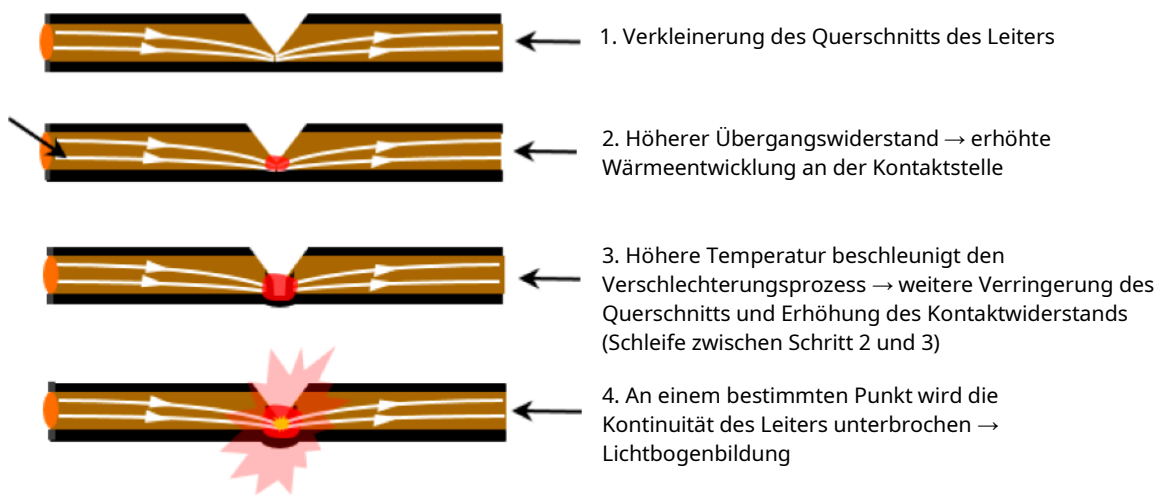 1. Verkleinerung des Querschnitts des Leiters
2. Höherer Übergangswiderstand → erhöhte
Wärmeentwicklung an der Kontaktstelle
3. Höhere Temperatur beschleunigt den
Verschlechterungsprozess → weitere Verringerung des
Querschnitts und Erhöhung des Kontaktwiderstands
(Schleife zwischen Schritt 2 und 3)
4. An einem bestimmten Punkt wird die
Kontinuität des Leiters unterbrochen →
Lichtbogenbildung